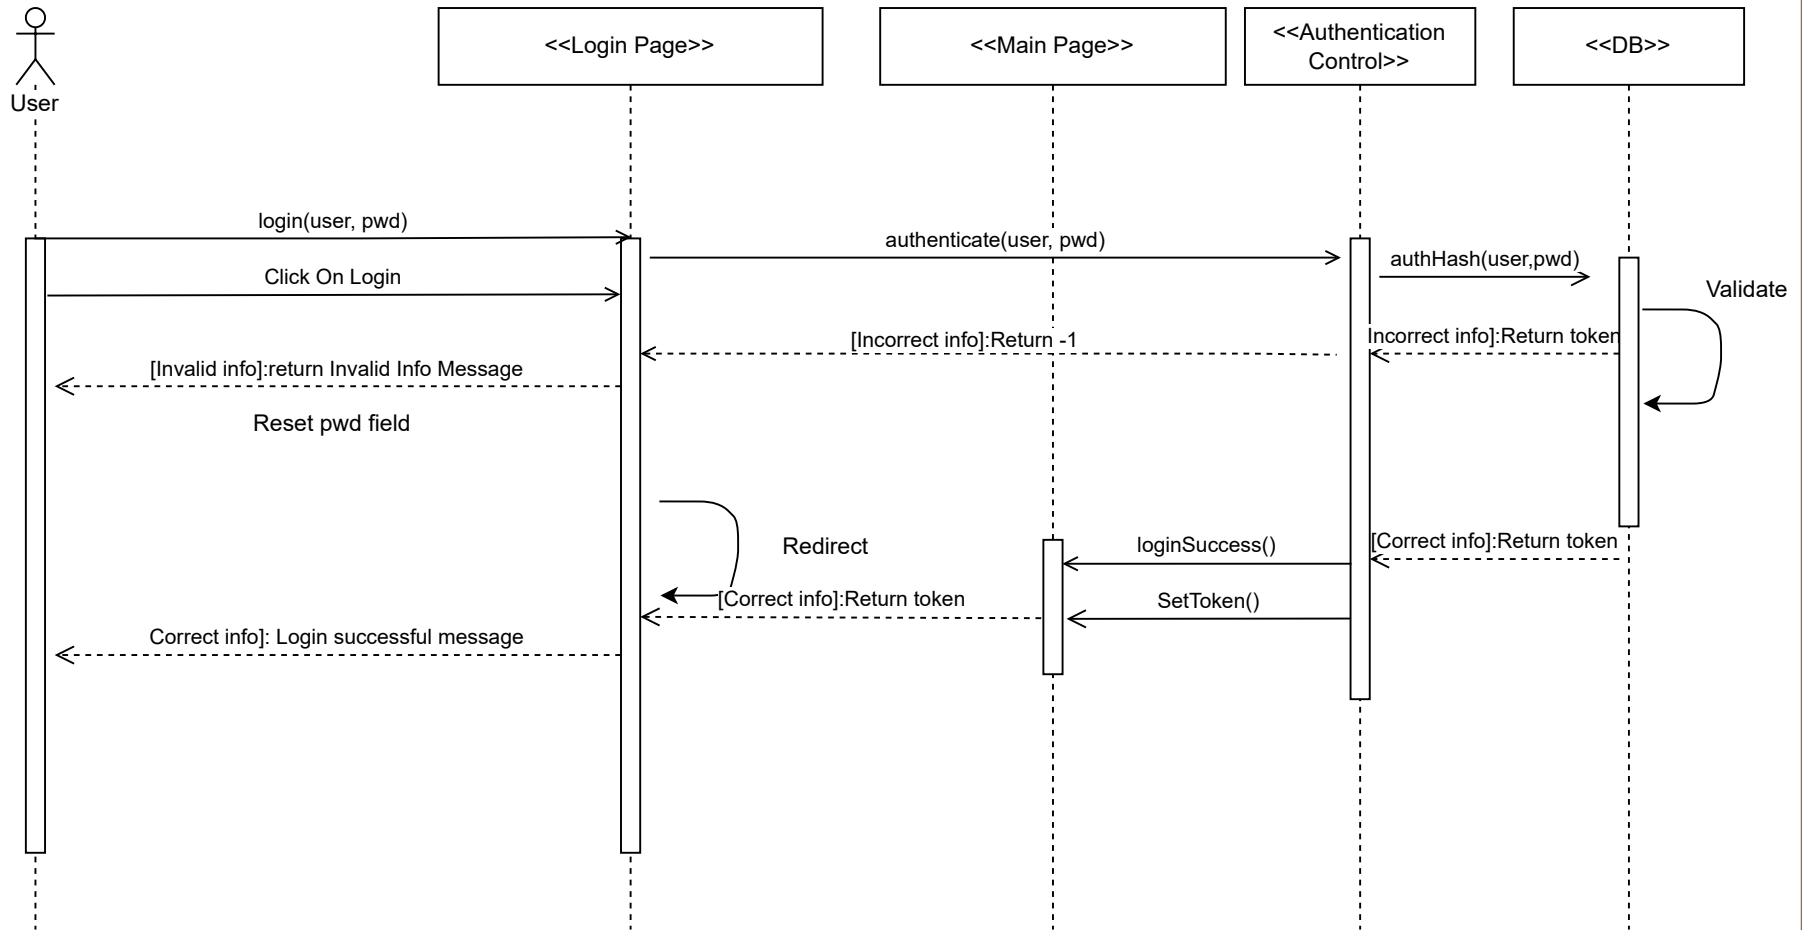 <<Login Page>>
<<Main Page>>
<<Authentication
Control>>
<<DB>>
User
login(user, pwd)
authenticate(user, pwd)
authHash(user,pwd)
Click On Login
Validate
[Incorrect info]:Return -1
Incorrect info]:Return token
[Invalid info]:return Invalid Info Message
Reset pwd field
Redirect
loginSuccess()
[Correct info]:Return token
[Correct info]:Return token
SetToken()
Correct info]: Login successful message